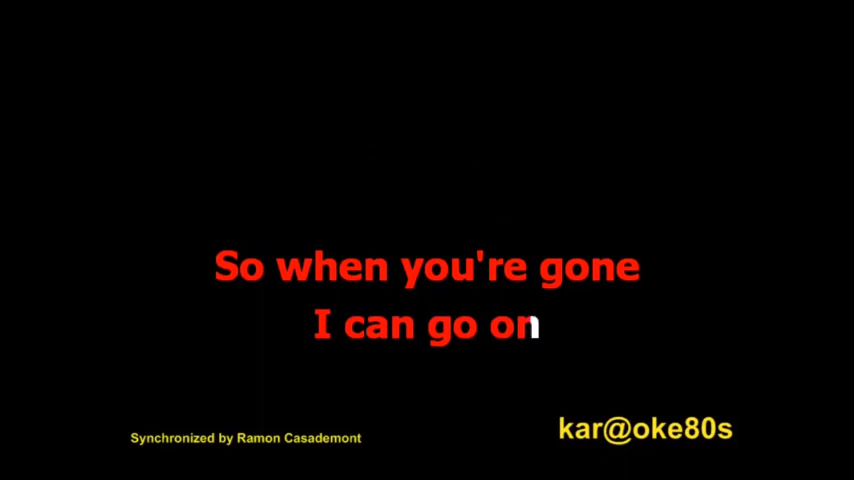 So when you're gone
I can go on
Synchronized by Ramon Casademont
kar@oke80s